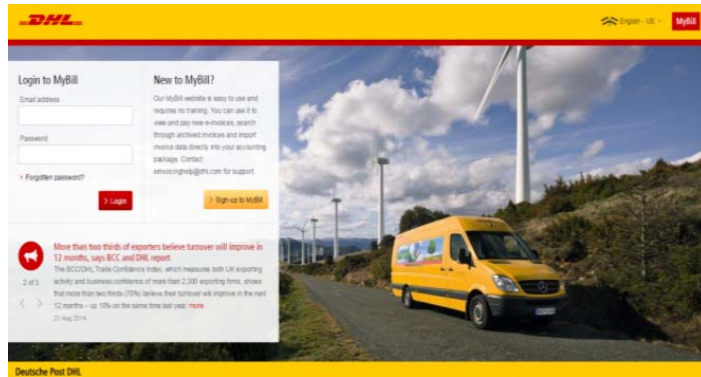 DHL
English - US
MyBill
Login to MyBill
Email address
Password
> Forgotten password?
> Login
New to MyBill?
Our MyBill website is easy to use and
requires no training. You can use it to
view and pay new e-invoices, search
through archived invoices and import
invoice data directly into your accounting
package. Contact
einvoicinghelp@dhl.com for support.
> Sign-up to MyBill
More than two thirds of exporters believe turnover will improve in
12 months, says BCC and DHL report
The BCC/DHL Trade Confidence Index, which measures both UK exporting
activity and business confidence of more than 2,300 exporting firms, shows
that more than two thirds (70%) believe their turnover will improve in the next
12 months – up 10% on the same time last year. more
21 Aug 2014
2 of 3
Deutsche Post DHL